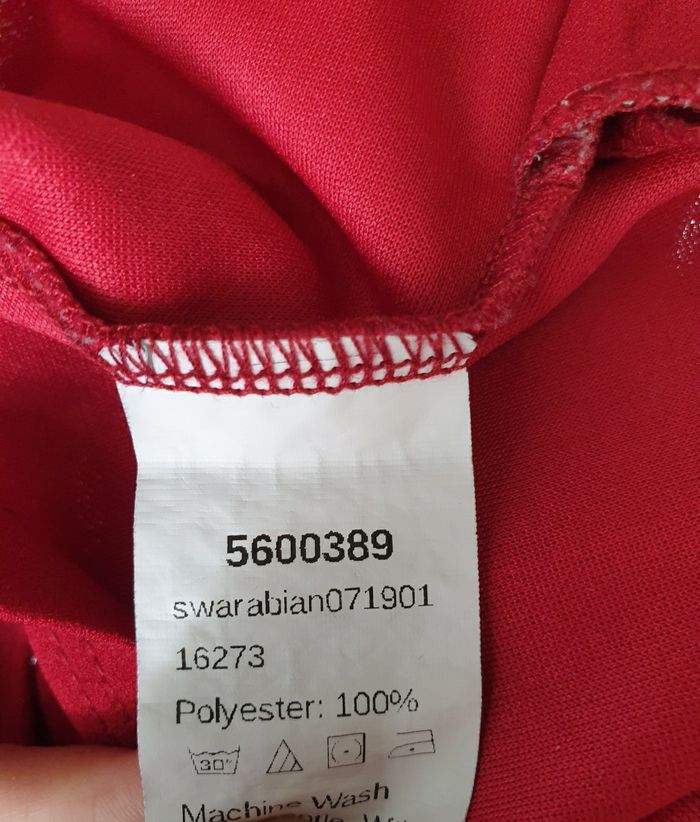 5600389
swarabian071901
16273
Polyester: 100%
30°
Machine Wash